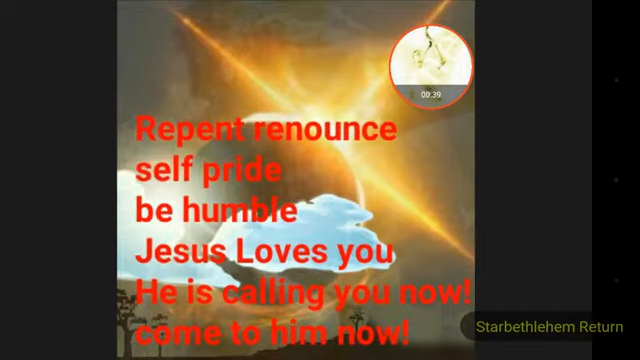 00:39
Repent renounce
self pride
be humble
Jesus Loves you
He is calling you now!
come to him now!
Starbethlehem Return